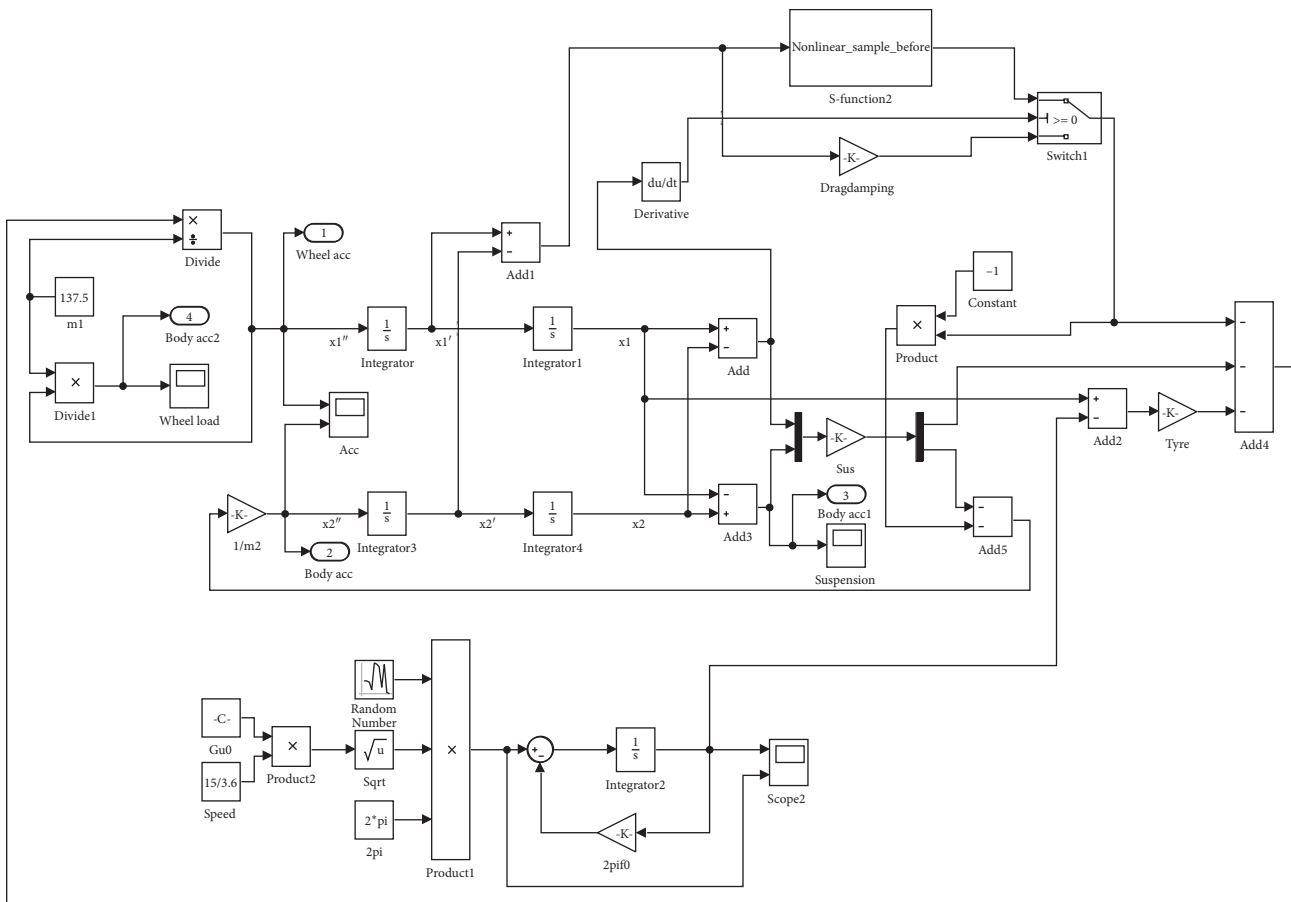 Nonlinear_sample_before
S-function2
>= 0
Switch1
-K-
Dragdamping
du/dt
Derivative
×
÷
Divide
1
Wheel acc
+
−
Add1
−1
Constant
137.5
m1
4
Body acc2
×
Divide1
Wheel load
x1″
1
s
Integrator
x1′
1
s
Integrator1
x1
+
−
Add
×
Product
−
−
−
Add4
Acc
+
−
Add2
-K-
Tyre
-K-
Sus
-K-
1/m2
x2″
1
s
Integrator3
x2′
1
s
Integrator4
x2
−
+
Add3
3
Body acc1
Suspension
−
−
Add5
2
Body acc
Random
Number
-C-
Gu0
15/3.6
Speed
×
Product2
√u
Sqrt
2*pi
2pi
×
Product1
+
−
1
s
Integrator2
-K-
2pif0
Scope2